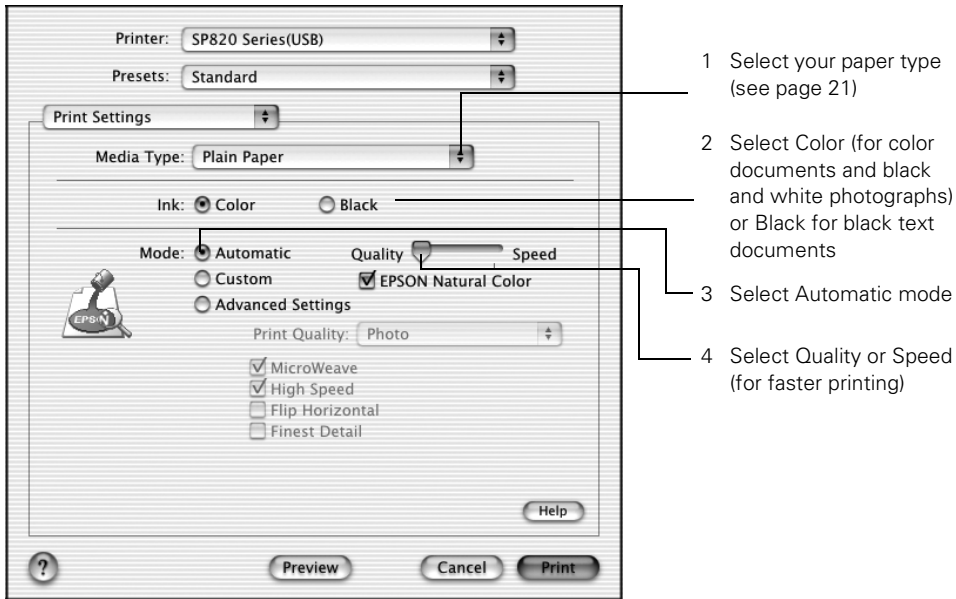 Printer: SP820 Series(USB)
Presets: Standard
Print Settings
Media Type: Plain Paper
Ink: Color Black
Mode: Automatic Quality Speed
Custom EPSON Natural Color
Advanced Settings
EPSON
Print Quality: Photo
MicroWeave
High Speed
Flip Horizontal
Finest Detail
Help
? Preview Cancel Print
1 Select your paper type
(see page 21)
2 Select Color (for color
documents and black
and white photographs)
or Black for black text
documents
3 Select Automatic mode
4 Select Quality or Speed
(for faster printing)